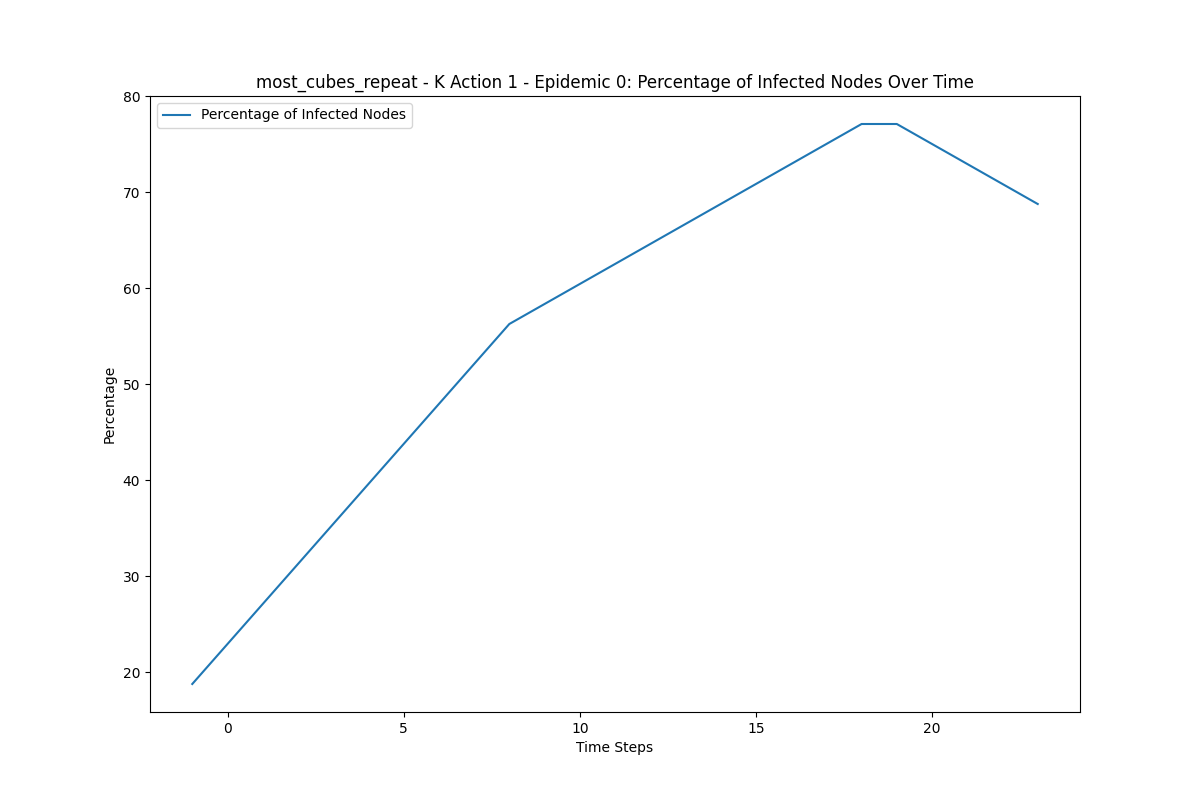 most_cubes_repeat - K Action 1 - Epidemic 0: Percentage of Infected Nodes Over Time
Percentage of Infected Nodes
80
70
60
50
40
30
20
Percentage
0 5 10 15 20
Time Steps